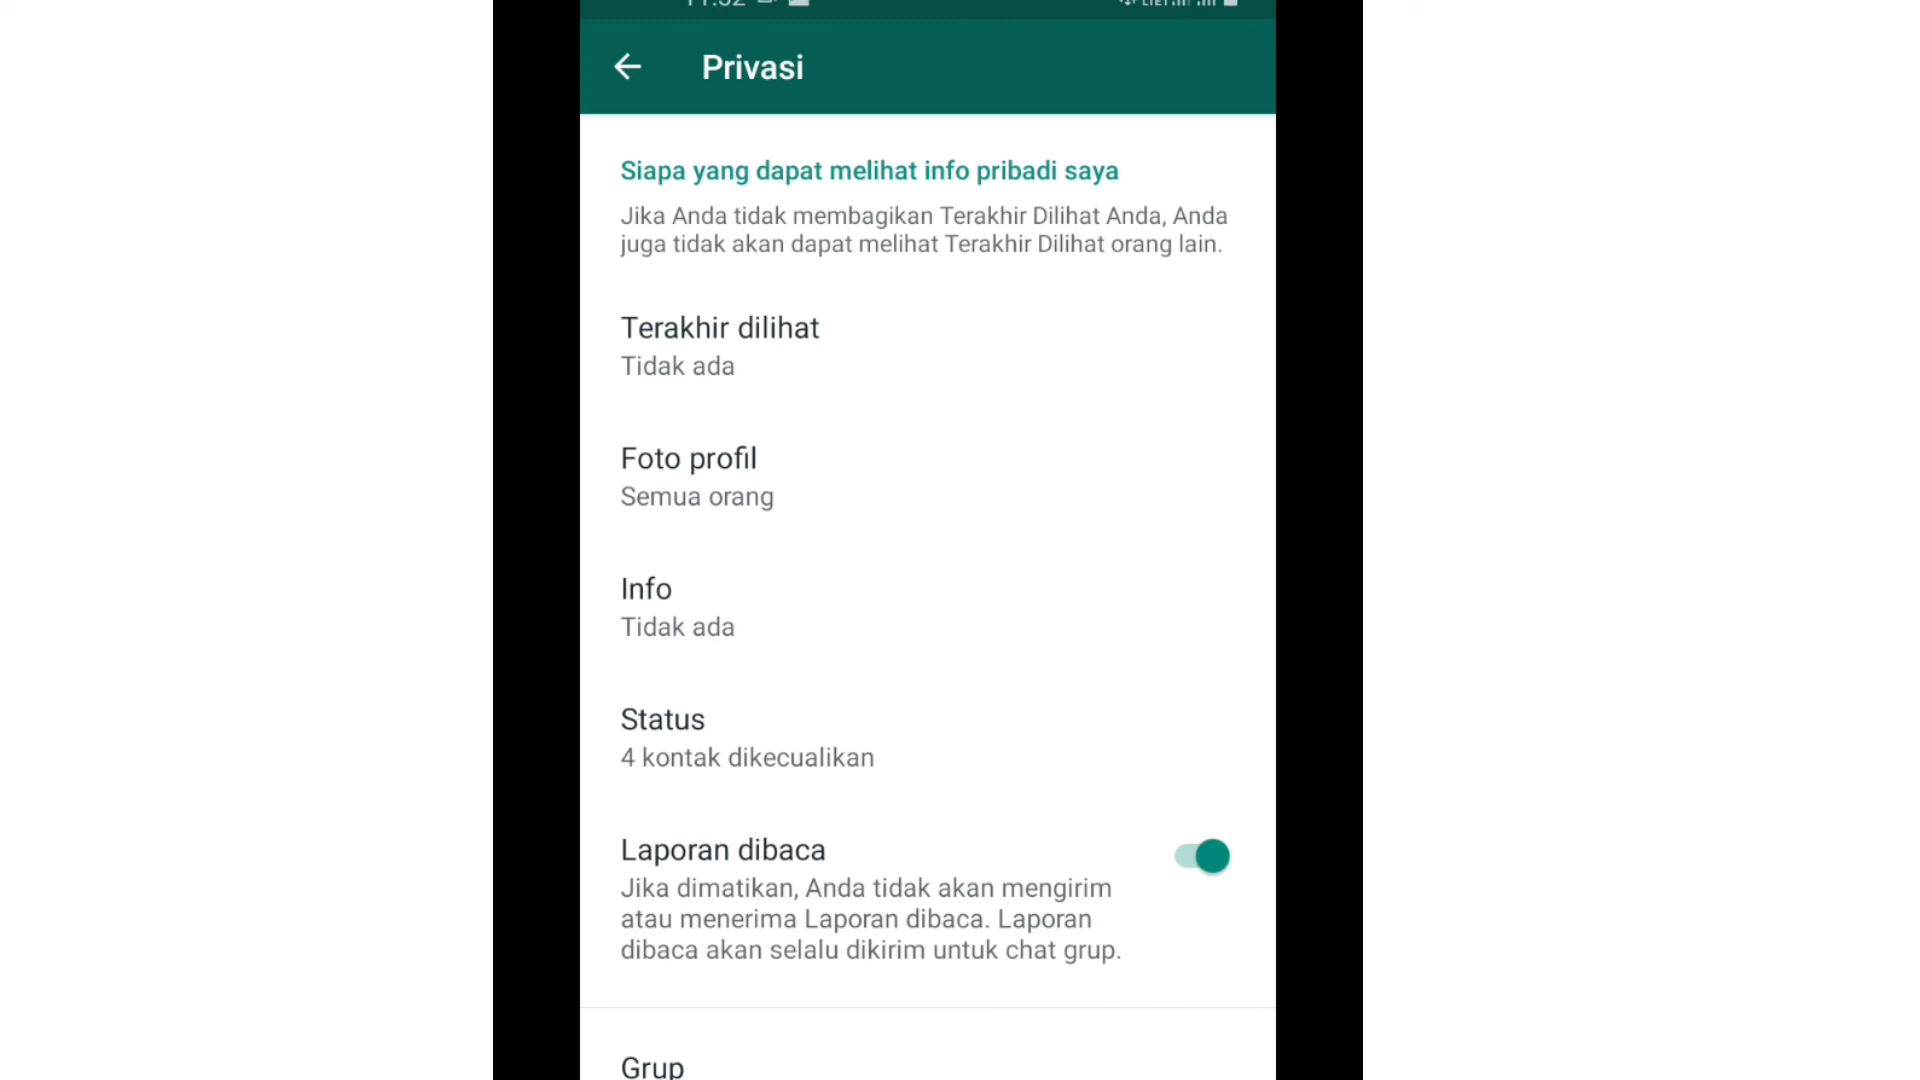 Privasi
Siapa yang dapat melihat info pribadi saya
Jika Anda tidak membagikan Terakhir Dilihat Anda, Anda
juga tidak akan dapat melihat Terakhir Dilihat orang lain.
Terakhir dilihat
Tidak ada
Foto profil
Semua orang
Info
Tidak ada
Status
4 kontak dikecualikan
Laporan dibaca
Jika dimatikan, Anda tidak akan mengirim
atau menerima Laporan dibaca. Laporan
dibaca akan selalu dikirim untuk chat grup.
Grup